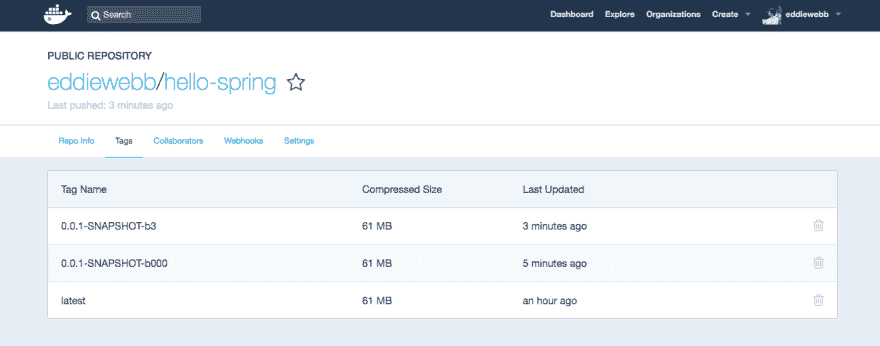 Search Dashboard Explore Organizations Create eddiewebb
PUBLIC REPOSITORY
eddiewebb/hello-spring
Last pushed: 3 minutes ago
Repo Info Tags Collaborators Webhooks Settings
Tag Name Compressed Size Last Updated
0.0.1-SNAPSHOT-b3 61 MB 3 minutes ago
0.0.1-SNAPSHOT-b000 61 MB 5 minutes ago
latest 61 MB an hour ago